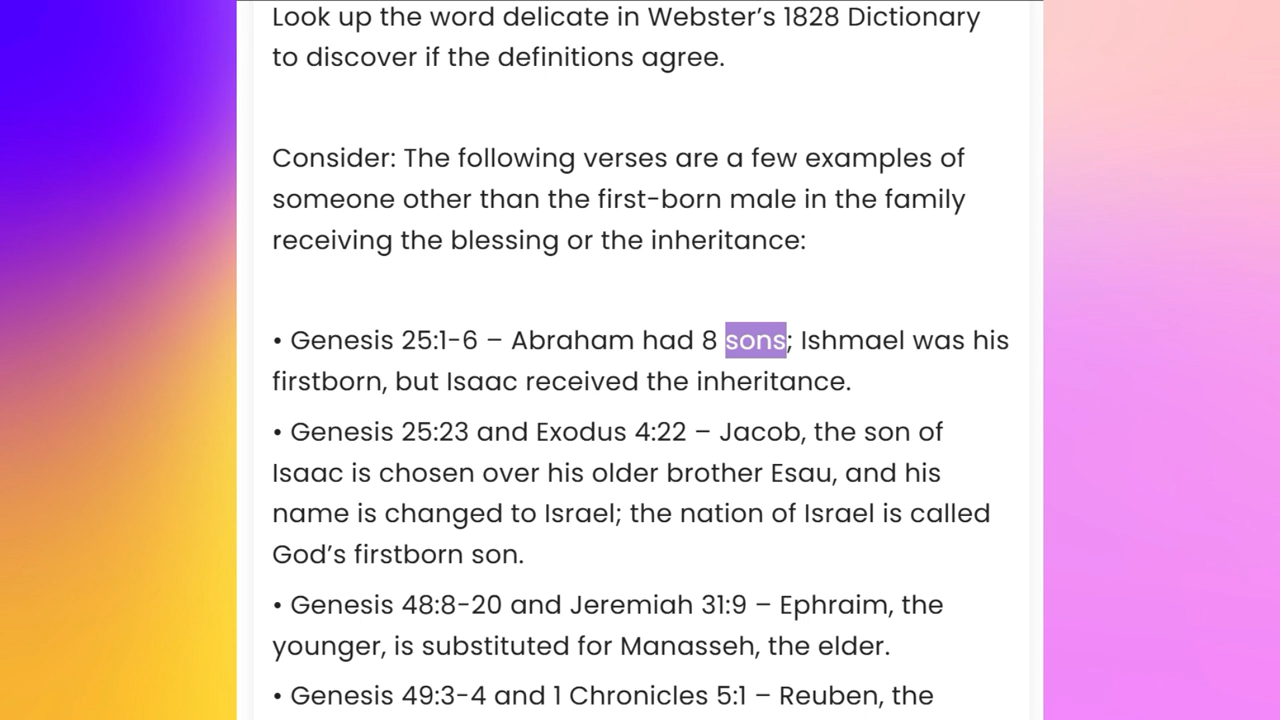 Look up the word delicate in Webster’s 1828 Dictionary
to discover if the definitions agree.
Consider: The following verses are a few examples of
someone other than the first-born male in the family
receiving the blessing or the inheritance:
• Genesis 25:1-6 – Abraham had 8 sons; Ishmael was his
firstborn, but Isaac received the inheritance.
• Genesis 25:23 and Exodus 4:22 – Jacob, the son of
Isaac is chosen over his older brother Esau, and his
name is changed to Israel; the nation of Israel is called
God’s firstborn son.
• Genesis 48:8-20 and Jeremiah 31:9 – Ephraim, the
younger, is substituted for Manasseh, the elder.
• Genesis 49:3-4 and 1 Chronicles 5:1 – Reuben, the